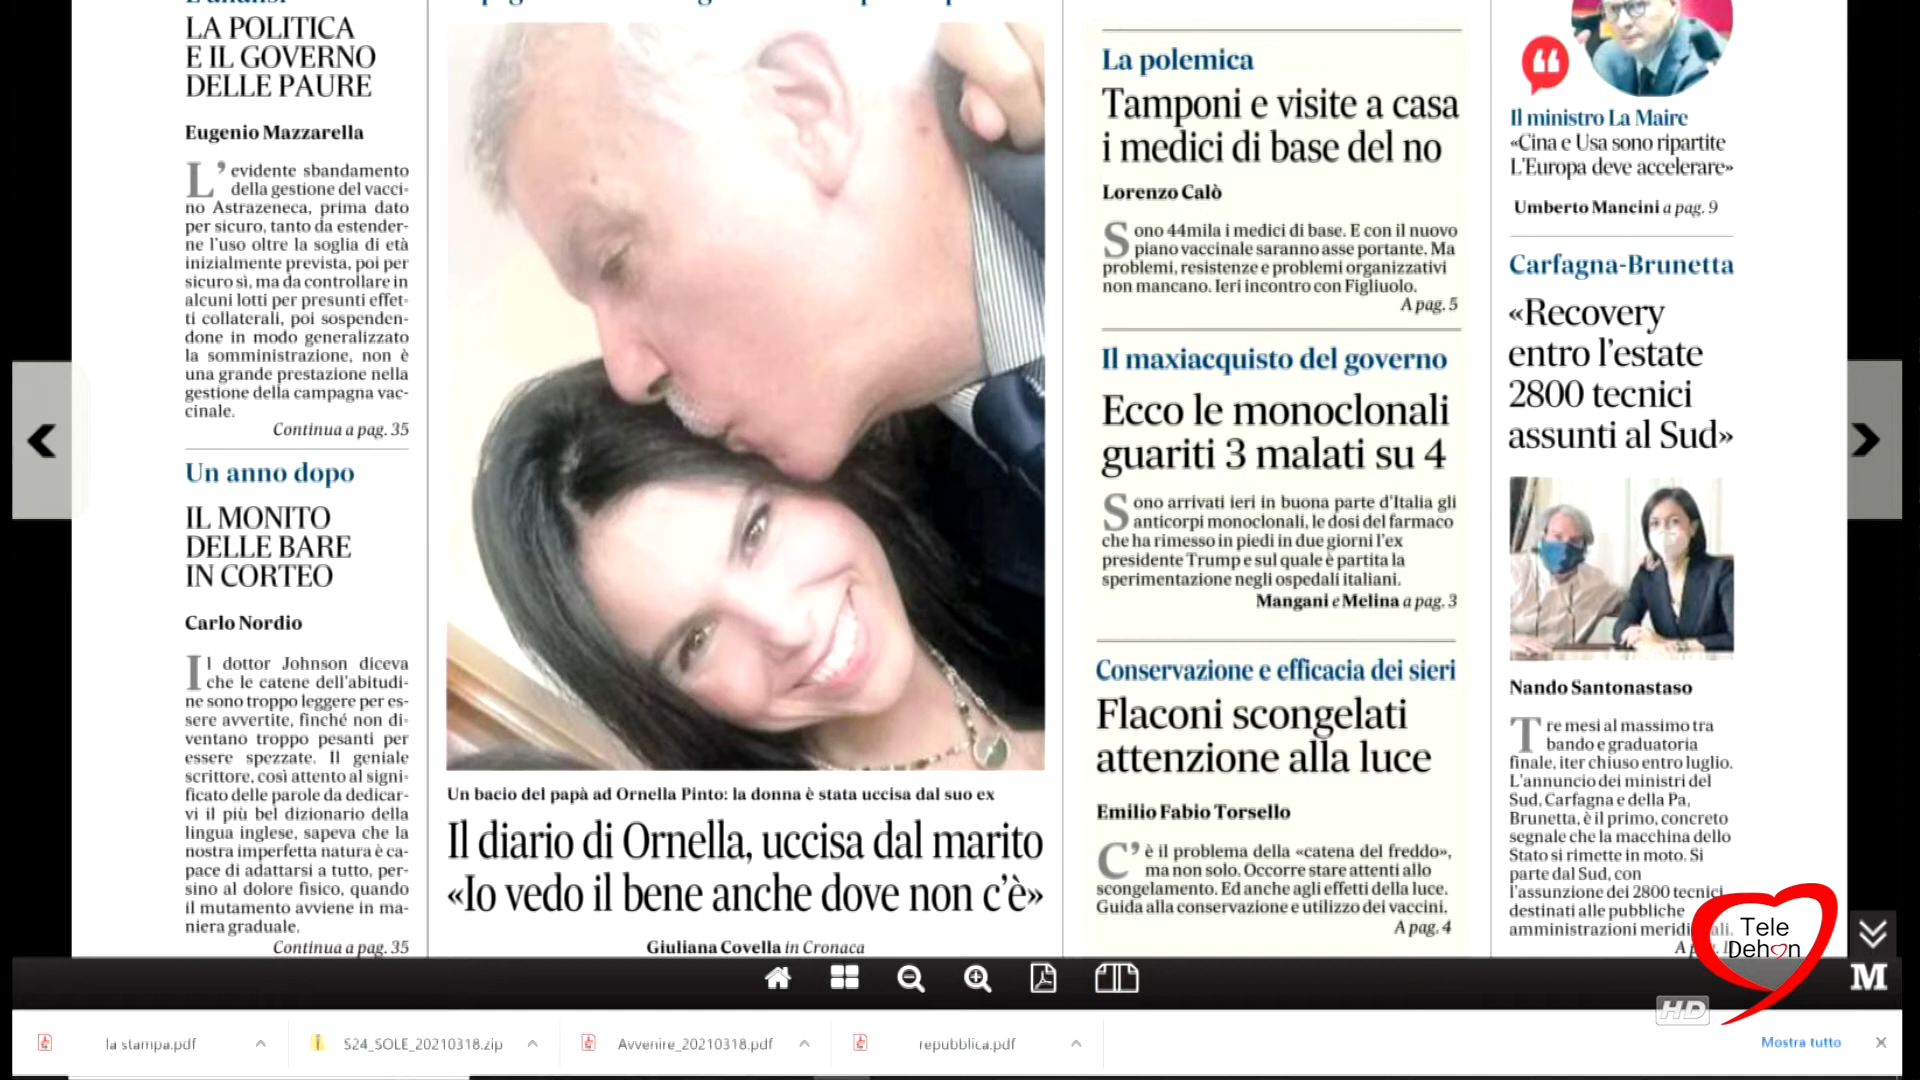 LA POLITICA
E IL GOVERNO
DELLE PAURE
Eugenio Mazzarella
L'evidente sbandamento
della gestione del vacci-
no Astrazeneca, prima dato
per sicuro, tanto da estender-
ne l'uso oltre la soglia di età
inizialmente prevista, poi per
sicuro sì, ma da controllare in
alcuni lotti per presunti effet-
ti collaterali, poi sospenden-
done in modo generalizzato
la somministrazione, non è
una grande prestazione nella
gestione della campagna vac-
cinale.
Continua a pag. 35
Un anno dopo
IL MONITO
DELLE BARE
IN CORTEO
Carlo Nordio
Il dottor Johnson diceva
che le catene dell'abitudi-
ne sono troppo leggere per es-
sere avvertite, finché non di-
ventano troppo pesanti per
essere spezzate. Il geniale
scrittore, così attento al signi-
ficato delle parole da dedicar-
vi il più bel dizionario della
lingua inglese, sapeva che la
nostra imperfetta natura è ca-
pace di adattarsi a tutto, per-
sino al dolore fisico, quando
il mutamento avviene in ma-
niera graduale.
Continua a pag. 35
Un bacio del papà ad Ornella Pinto: la donna è stata uccisa dal suo ex
Il diario di Ornella, uccisa dal marito
«Io vedo il bene anche dove non c'è»
Giuliana Covella in Cronaca
La polemica
Tamponi e visite a casa
i medici di base del no
Lorenzo Calò
Sono 44mila i medici di base. E con il nuovo
piano vaccinale saranno asse portante. Ma
problemi, resistenze e problemi organizzativi
non mancano. Ieri incontro con Figliuolo.
A pag. 5
Il maxiacquisto del governo
Ecco le monoclonali
guariti 3 malati su 4
Sono arrivati ieri in buona parte d'Italia gli
anticorpi monoclonali, le dosi del farmaco
che ha rimesso in piedi in due giorni l'ex
presidente Trump e sul quale è partita la
sperimentazione negli ospedali italiani.
Mangani e Melina a pag. 3
Conservazione e efficacia dei sieri
Flaconi scongelati
attenzione alla luce
Emilio Fabio Torsello
C'è il problema della «catena del freddo»,
ma non solo. Occorre stare attenti allo
scongelamento. Ed anche agli effetti della luce.
Guida alla conservazione e utilizzo dei vaccini.
A pag. 4
Il ministro La Maire
«Cina e Usa sono ripartite
L'Europa deve accelerare»
Umberto Mancini a pag. 9
Carfagna-Brunetta
«Recovery
entro l'estate
2800 tecnici
assunti al Sud»
Nando Santonastaso
Tre mesi al massimo tra
bando e graduatoria
finale, iter chiuso entro luglio.
L'annuncio dei ministri del
Sud, Carfagna e della Pa,
Brunetta, è il primo, concreto
segnale che la macchina dello
Stato si rimette in moto. Si
parte dal Sud, con
l'assunzione dei 2800 tecnici
destinati alle pubbliche
amministrazioni
Tele
Dehon
HD
M
la stampa.pdf
S24_SOLE_20210318.zip
Avvenire_20210318.pdf
repubblica.pdf
Mostra tutto